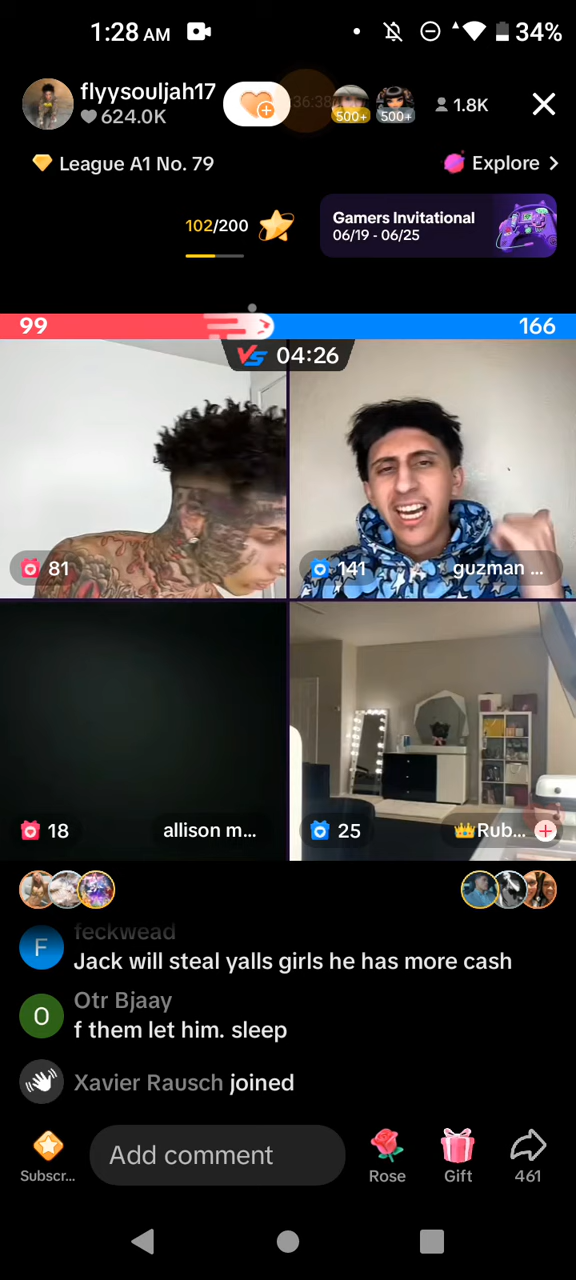 1:28 AM
34%
flyysouljah17
624.0K
36:38
500+
500+
1.8K
League A1 No. 79
Explore
102/200
Gamers Invitational
06/19 - 06/25
99
166
VS 04:26
81
141
guzman ...
18
allison m...
25
Rub...
feckwead
F
Jack will steal yalls girls he has more cash
Otr Bjaay
O
f them let him. sleep
Xavier Rausch joined
Add comment
Subscr...
Rose
Gift
461